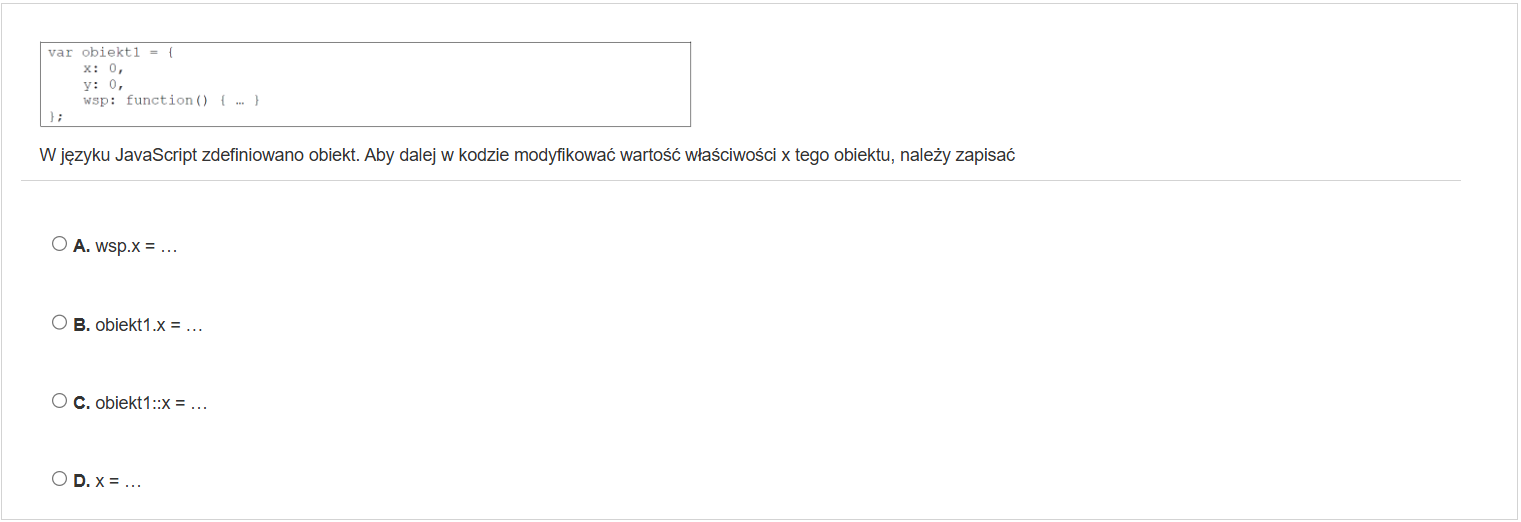 var obiekt1 = {
x: 0,
y: 0,
wsp: function() { … }
};
W języku JavaScript zdefiniowano obiekt. Aby dalej w kodzie modyfikować wartość właściwości x tego obiektu, należy zapisać
A. wsp.x = …
B. obiekt1.x = …
C. obiekt1::x = …
D. x = …